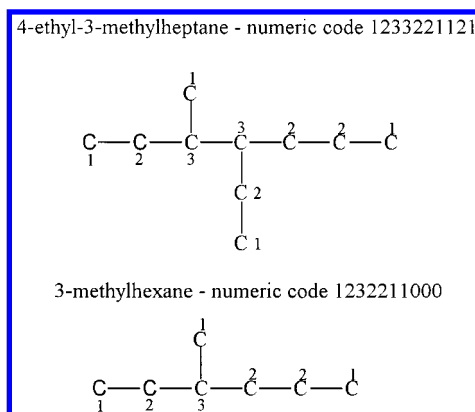 4-ethyl-3-methylheptane - numeric code 1233221121
1
C
C—C—C—C—C—C—C
1 2 3 3 2 2 1
C 2
C 1
3-methylhexane - numeric code 1232211000
1
C
C—C—C—C—C—C
1 2 3 2 2 1